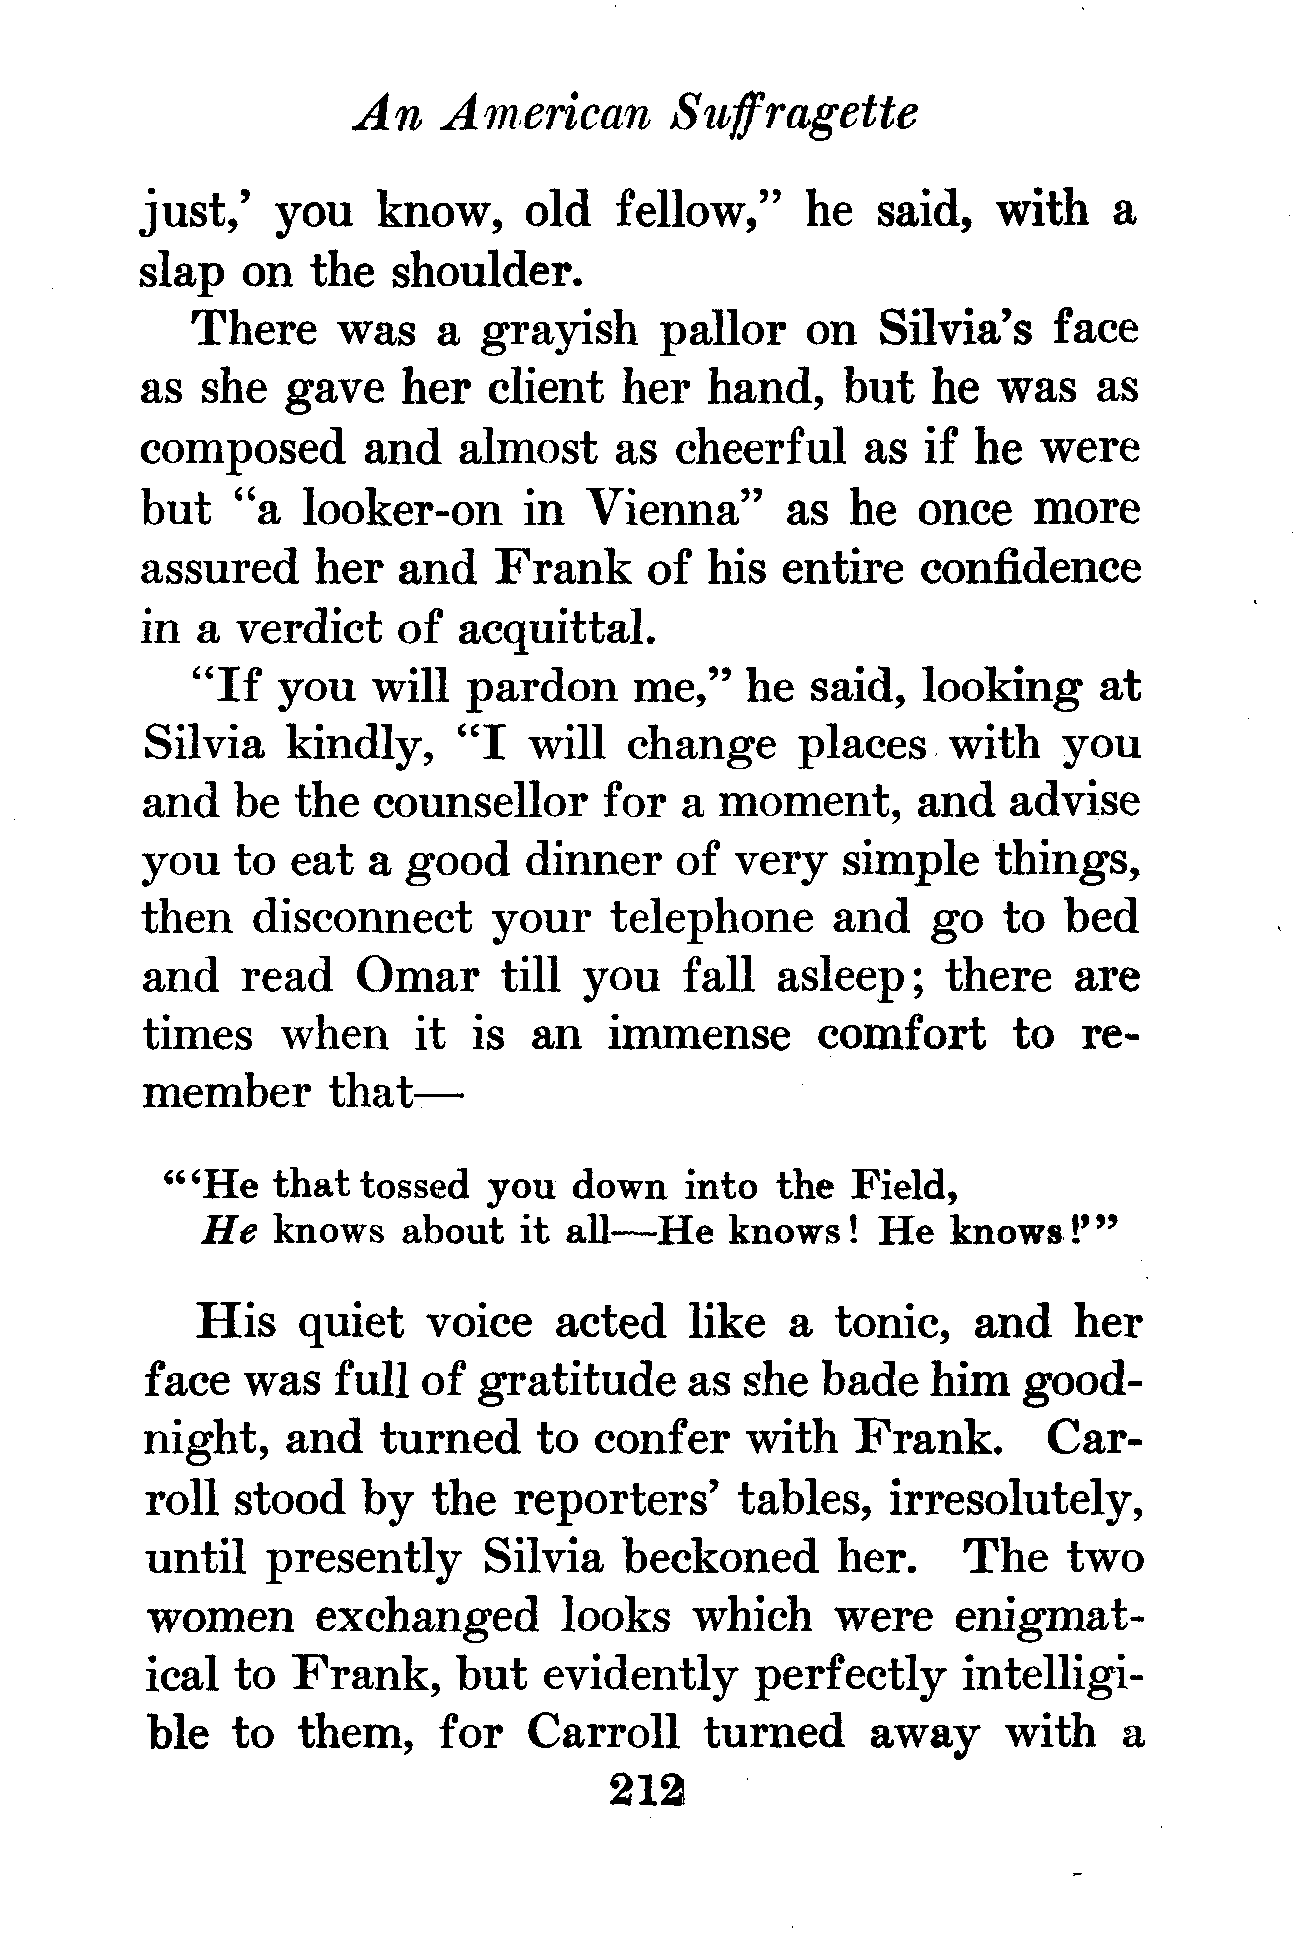 An American Suffragette
just,' you know, old fellow," he said, with a
slap on the shoulder.
There was a grayish pallor on Silvia's face
as she gave her client her hand, but he was as
composed and almost as cheerful as if he were
but "a looker-on in Vienna" as he once more
assured her and Frank of his entire confidence
in a verdict of acquittal.
"If you will pardon me," he said, looking at
Silvia kindly, "I will change places with you
and be the counsellor for a moment, and advise
you to eat a good dinner of very simple things,
then disconnect your telephone and go to bed
and read Omar till you fall asleep; there are
times when it is an immense comfort to re-
member that—
"'He that tossed you down into the Field,
He knows about it all—He knows! He knows!'"
His quiet voice acted like a tonic, and her
face was full of gratitude as she bade him good-
night, and turned to confer with Frank. Car-
roll stood by the reporters' tables, irresolutely,
until presently Silvia beckoned her. The two
women exchanged looks which were enigmat-
ical to Frank, but evidently perfectly intelligi-
ble to them, for Carroll turned away with a
212